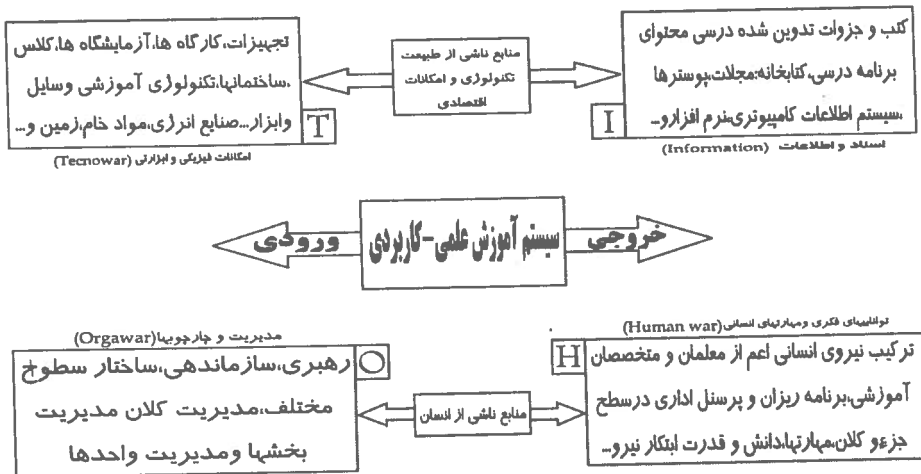 کتب و جزوات تدوین شده درسی محتوای
برنامه درسی،کتابخانه:مجلات،پوسترها
،سیستم اطلاعات کامپیوتری،نرم افزارو...
I
اسناد و اطلاعات (Information)
منابع ناشی از طبیعت
تکنولوژی و امکانات
اقتصادی
تجهیزات،کارگاه ها،آزمایشگاه ها،کلاس
،ساختمانها،تکنولوژی آموزشی وسایل
وابزار...صنایع انرژی،مواد خام،زمین و...
T
امکانات فیزیکی و ابزارتی (Tecnowar)
خروجی
سیستم آموزش علمی-کاربردی
ورودی
تواناییهای فکری ومهارتهای انسانی (Human war)
H
ترکیب نیروی انسانی اعم از معلمان و متخصصان
آموزشی،برنامه ریزان و پرسنل اداری درسطح
جزءو کلان،مهارتها،دانش و قدرت ابتکار نیرو...
منابع ناشی از انسان
مدیریت و چارچوبها(Orgawar)
O
رهبری،سازماندهی،ساختار سطوح
مختلف،مدیریت کلان مدیریت
بخشها ومدیریت واحدها